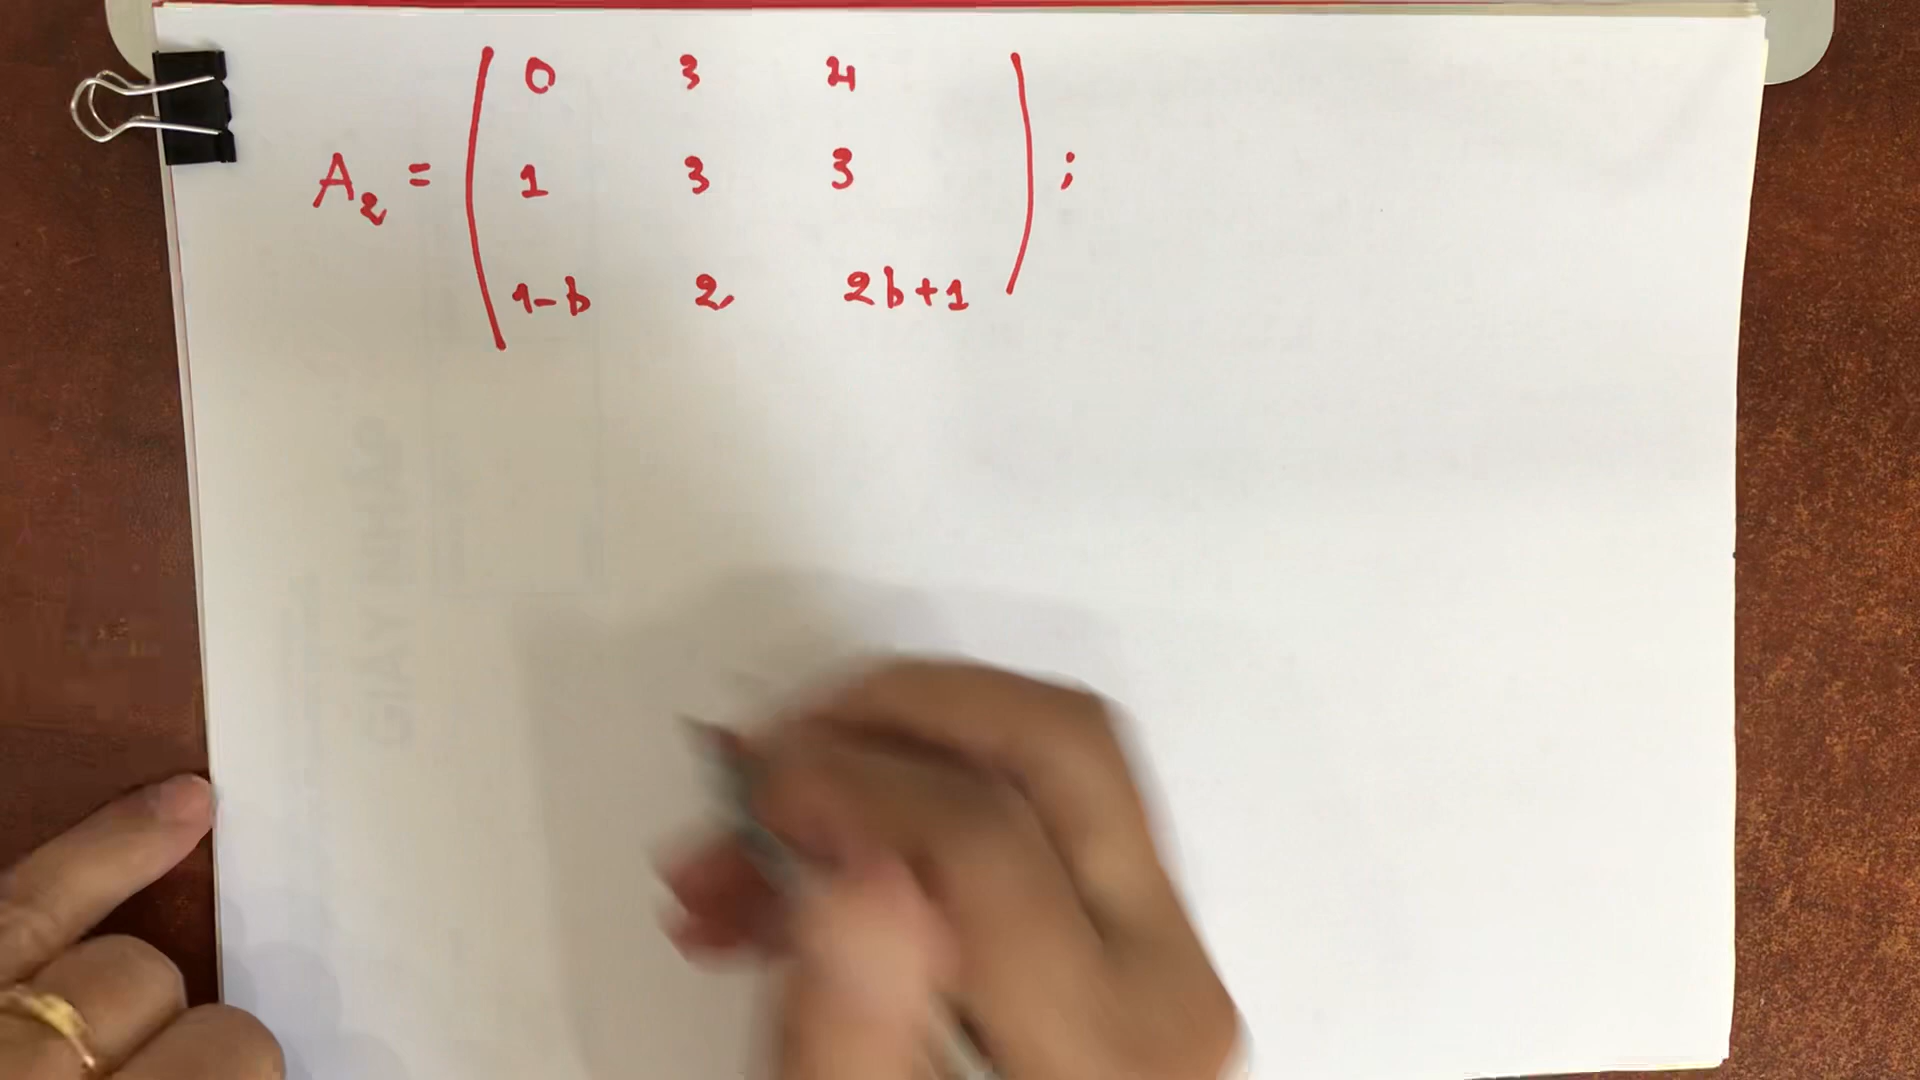 0 3 4
A₂ = ( 1 3 3 ) ;
1-b 2 2b+1